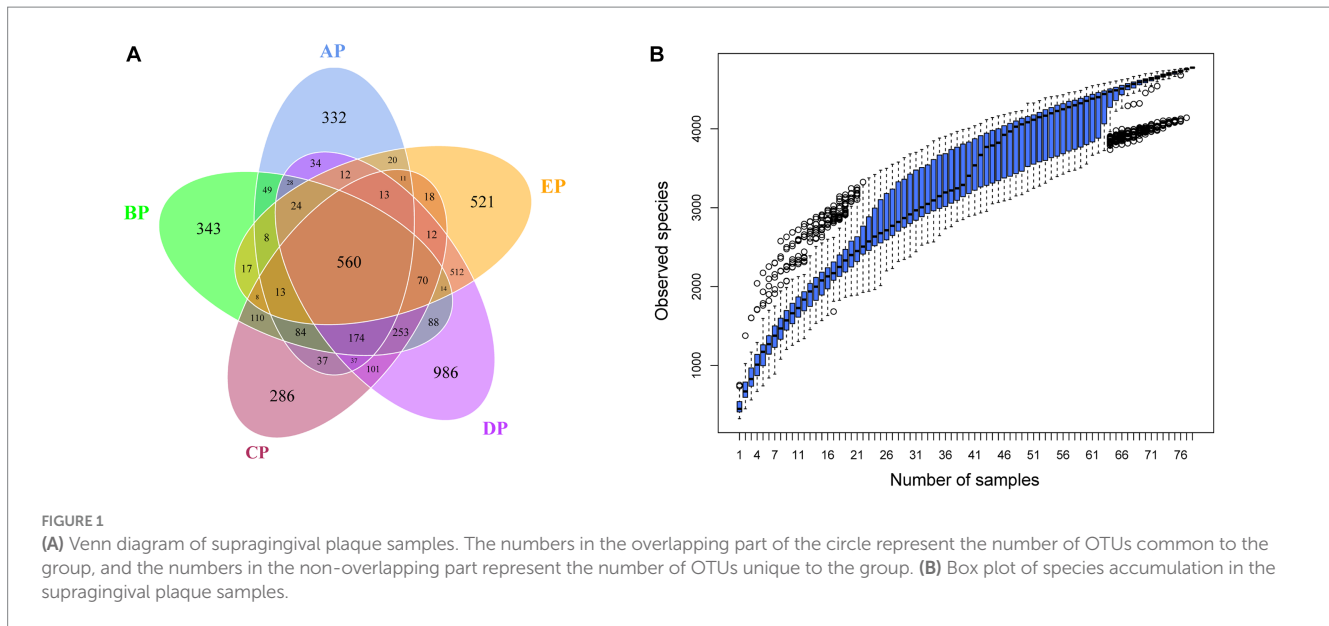 A
AP
332
34
20
28
12
11
49
13
18
EP
24
521
BP
343
8
12
560
512
17
70
13
14
8
110
88
84
174
253
37
37
101
286
986
CP
DP
B
Observed species
4000
3000
2000
1000
1 4 7 11 16 21 26 31 36 41 46 51 56 61 66 71 76
Number of samples
FIGURE 1
(A) Venn diagram of supragingival plaque samples. The numbers in the overlapping part of the circle represent the number of OTUs common to the
group, and the numbers in the non-overlapping part represent the number of OTUs unique to the group. (B) Box plot of species accumulation in the
supragingival plaque samples.